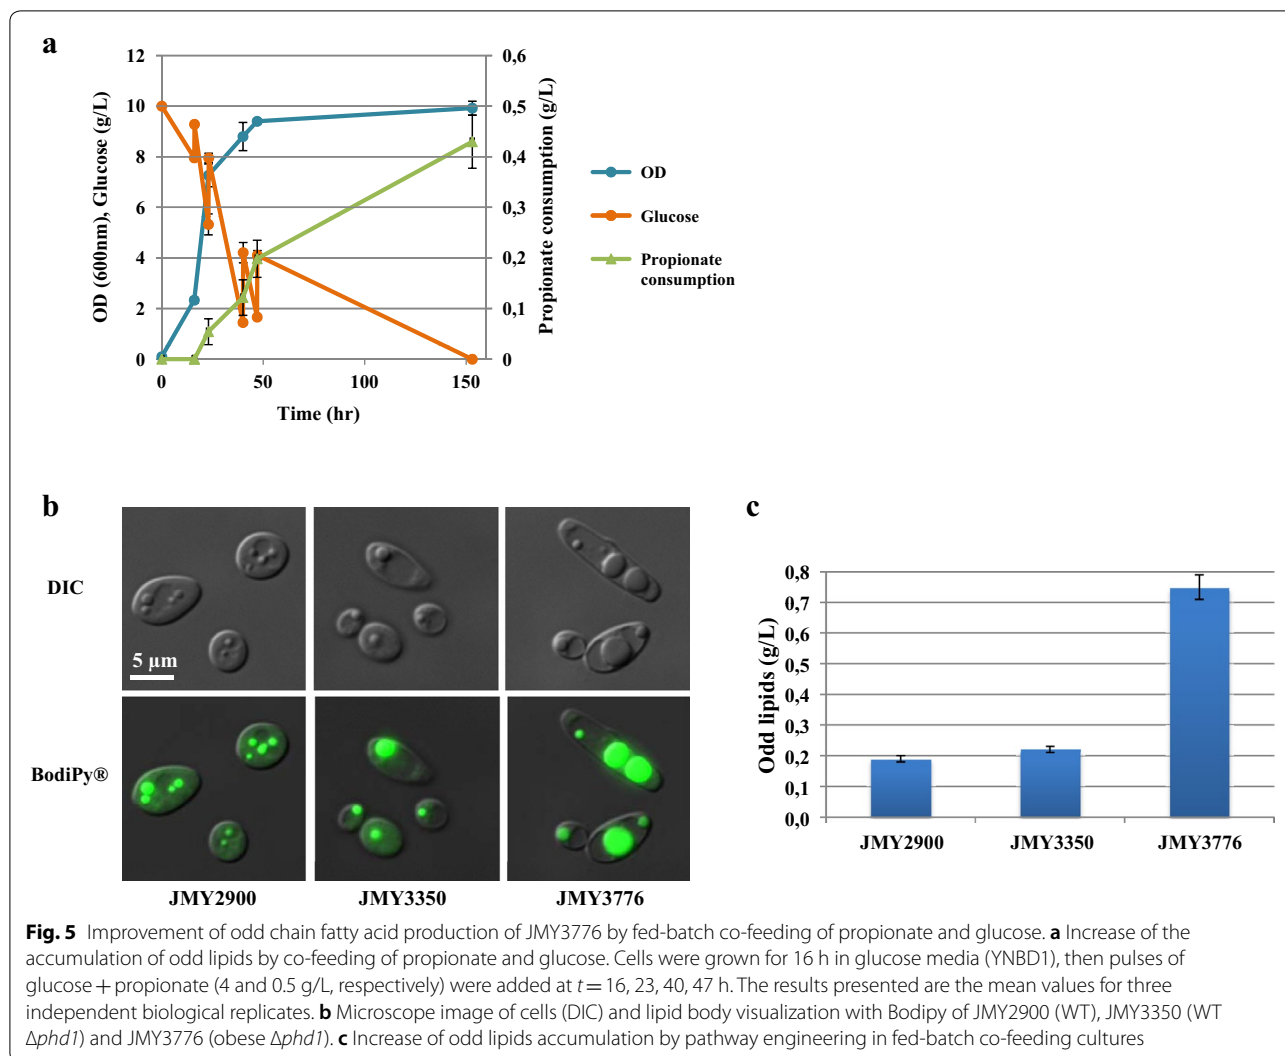 a
12
10
8
6
4
2
0
OD (600nm), Glucose (g/L)
0,6
0,5
0,4
0,3
0,2
0,1
0
Propionate consumption (g/L)
0
50
100
150
Time (hr)
OD
Glucose
Propionate
consumption
b
DIC
5 µm
BodiPy®
JMY2900
JMY3350
JMY3776
c
0,8
0,7
0,6
0,5
0,4
0,3
0,2
0,1
0,0
Odd lipids (g/L)
JMY2900
JMY3350
JMY3776
Fig. 5 Improvement of odd chain fatty acid production of JMY3776 by fed-batch co-feeding of propionate and glucose. a Increase of the
accumulation of odd lipids by co-feeding of propionate and glucose. Cells were grown for 16 h in glucose media (YNBD1), then pulses of
glucose + propionate (4 and 0.5 g/L, respectively) were added at t = 16, 23, 40, 47 h. The results presented are the mean values for three
independent biological replicates. b Microscope image of cells (DIC) and lipid body visualization with Bodipy of JMY2900 (WT), JMY3350 (WT
Δphd1) and JMY3776 (obese Δphd1). c Increase of odd lipids accumulation by pathway engineering in fed-batch co-feeding cultures